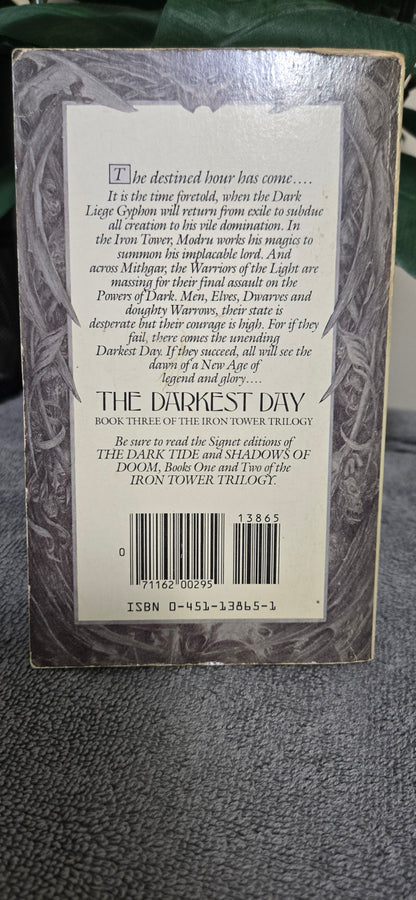 The destined hour has come....
It is the time foretold, when the Dark
Liege Gyphon will return from exile to subdue
all creation to his vile domination. In
the Iron Tower, Modru works his magics to
summon his implacable lord. And
across Mithgar, the Warriors of the Light are
massing for their final assault on the
Powers of Dark. Men, Elves, Dwarves and
doughty Warrows, their state is
desperate but their courage is high. For if they
fail, there comes the unending
Darkest Day. If they succeed, all will see the
dawn of a New Age of
legend and glory....
THE DARKEST DAY
BOOK THREE OF THE IRON TOWER TRILOGY
Be sure to read the Signet editions of
THE DARK TIDE and SHADOWS OF
DOOM, Books One and Two of the
IRON TOWER TRILOGY.
13865
0
71162 00295
ISBN 0-451-13865-1